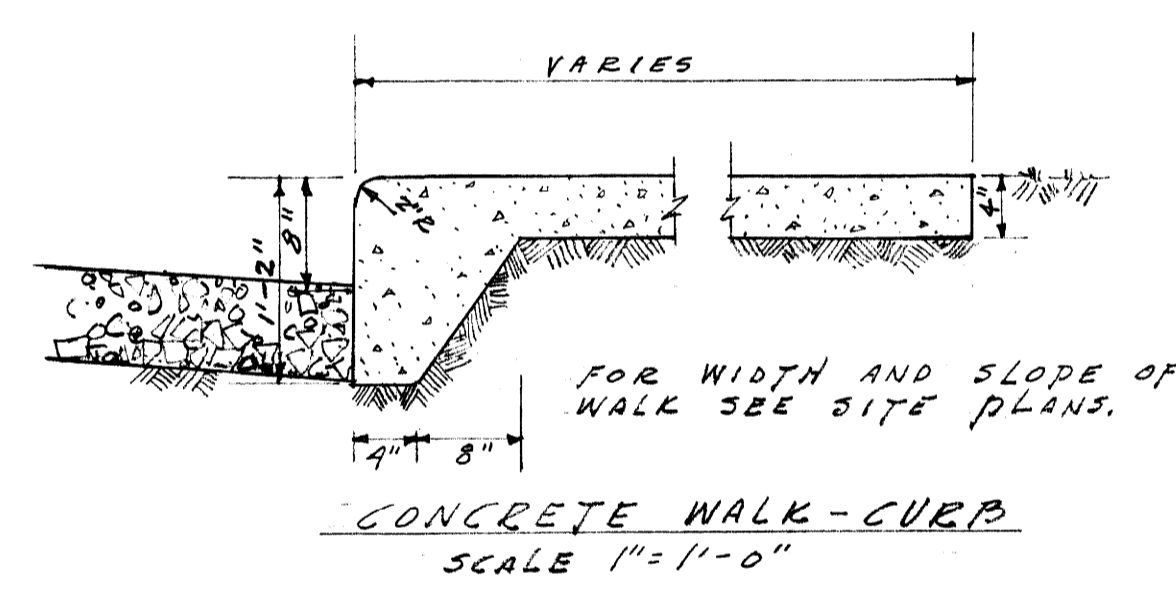 VARIES
2"R
8"
1'-2"
4"
FOR WIDTH AND SLOPE OF
WALK SEE SITE PLANS.
4"
8"
CONCRETE WALK-CURB
SCALE 1"=1'-0"